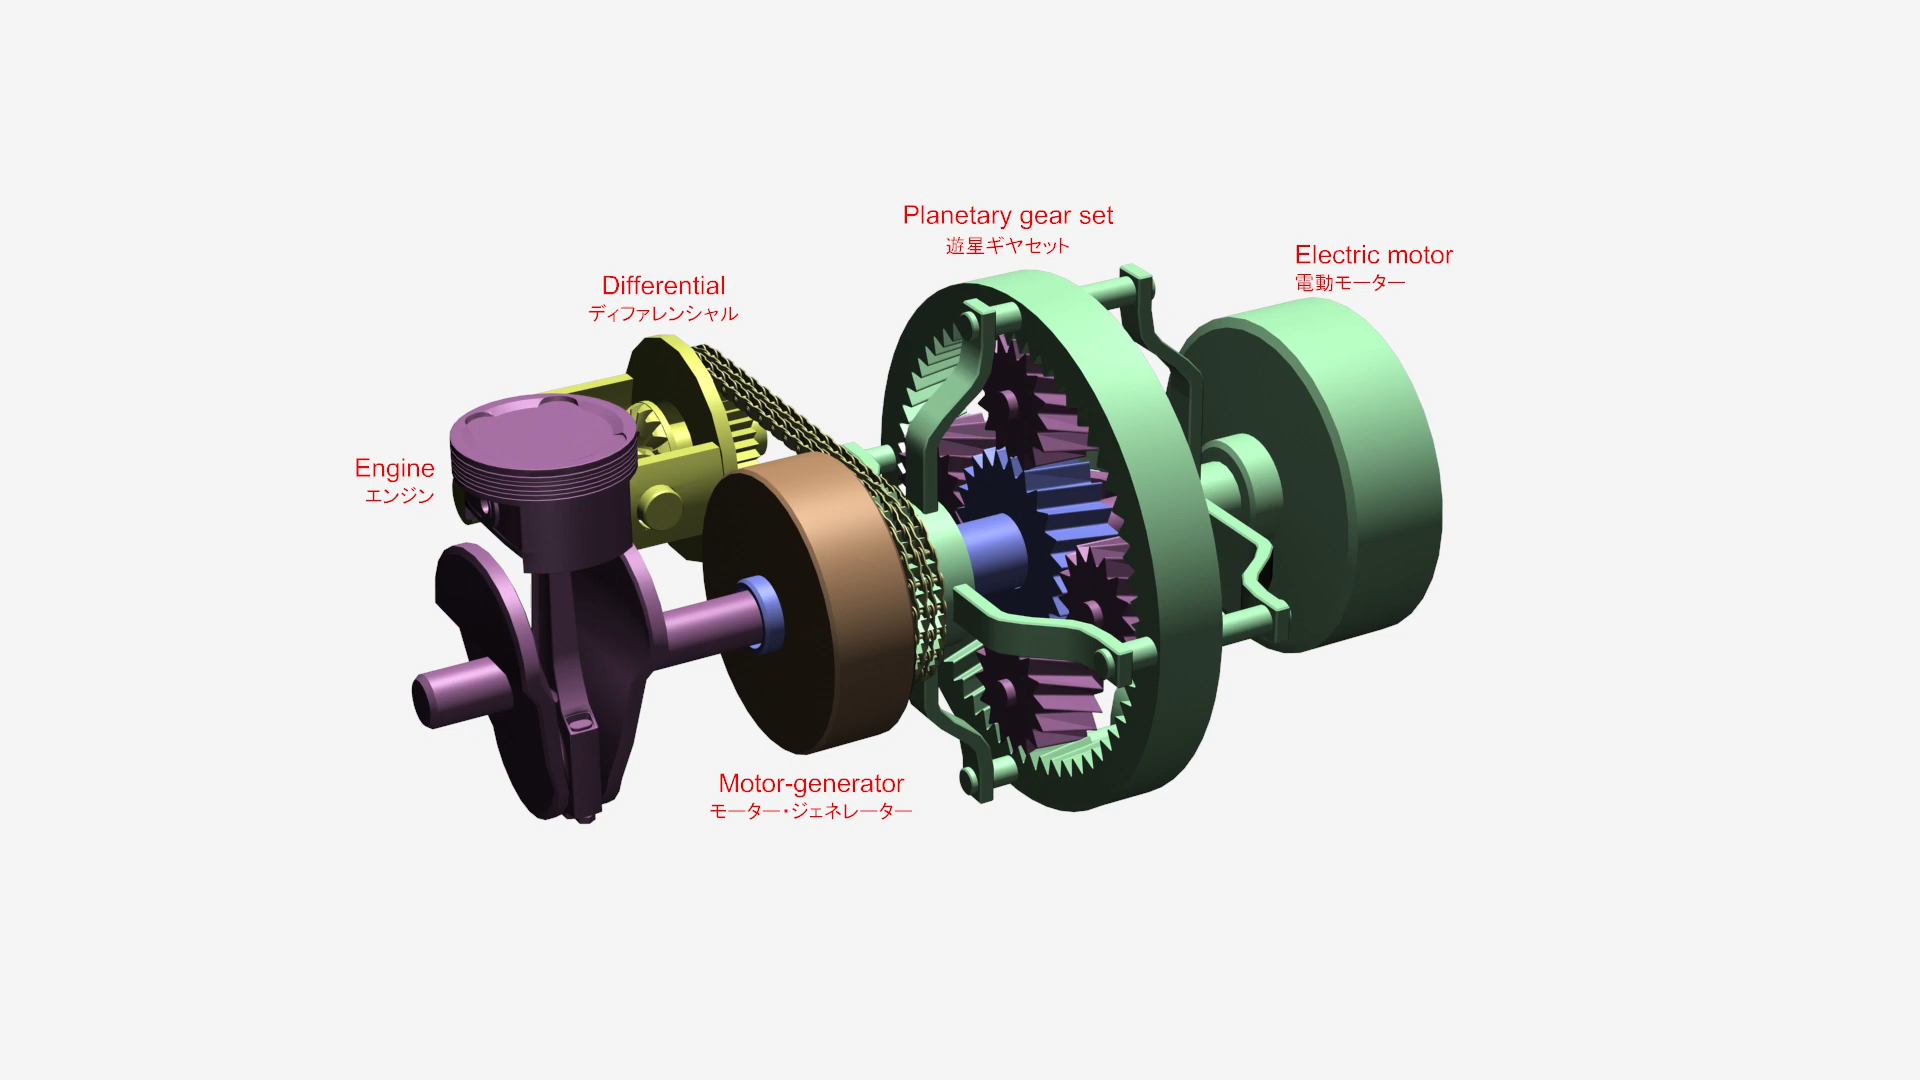 Planetary gear set
遊星ギヤセット
Electric motor
電動モーター
Differential
ディファレンシャル
Engine
エンジン
Motor-generator
モーター・ジェネレーター